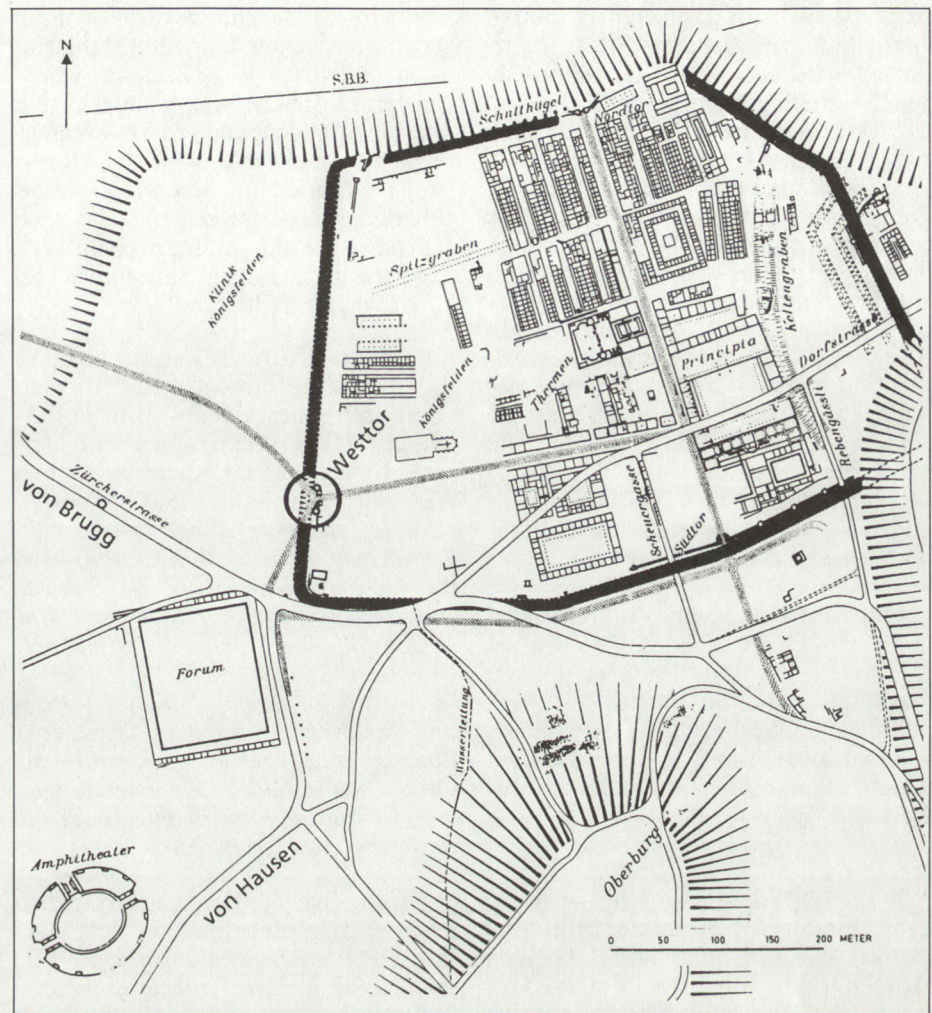 N
S.B.B.
Schutthügel
Nordtor
Klinik
Königsfelden
Spitzgraben
Keltengraben
Principia
Dorfstrasse
Thermen
Königsfelden
Westtor
Rebengässli
Scheuergasse
Südtor
Zürcherstrasse
von Brugg
Forum
Wasserleitung
Amphitheater
von Hausen
Oberburg
0 50 100 150 200 METER